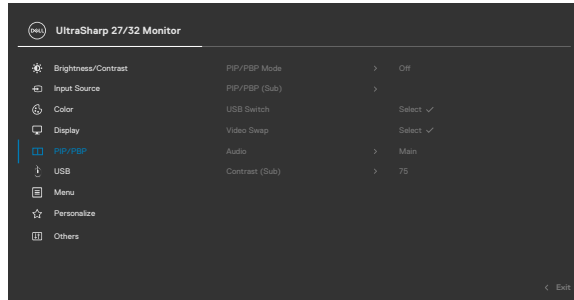 DELL UltraSharp 27/32 Monitor
Brightness/Contrast PIP/PBP Mode > Off
Input Source PIP/PBP (Sub) >
Color USB Switch Select ✓
Display Video Swap Select ✓
PIP/PBP Audio > Main
USB Contrast (Sub) > 75
Menu
Personalize
Others
< Exit